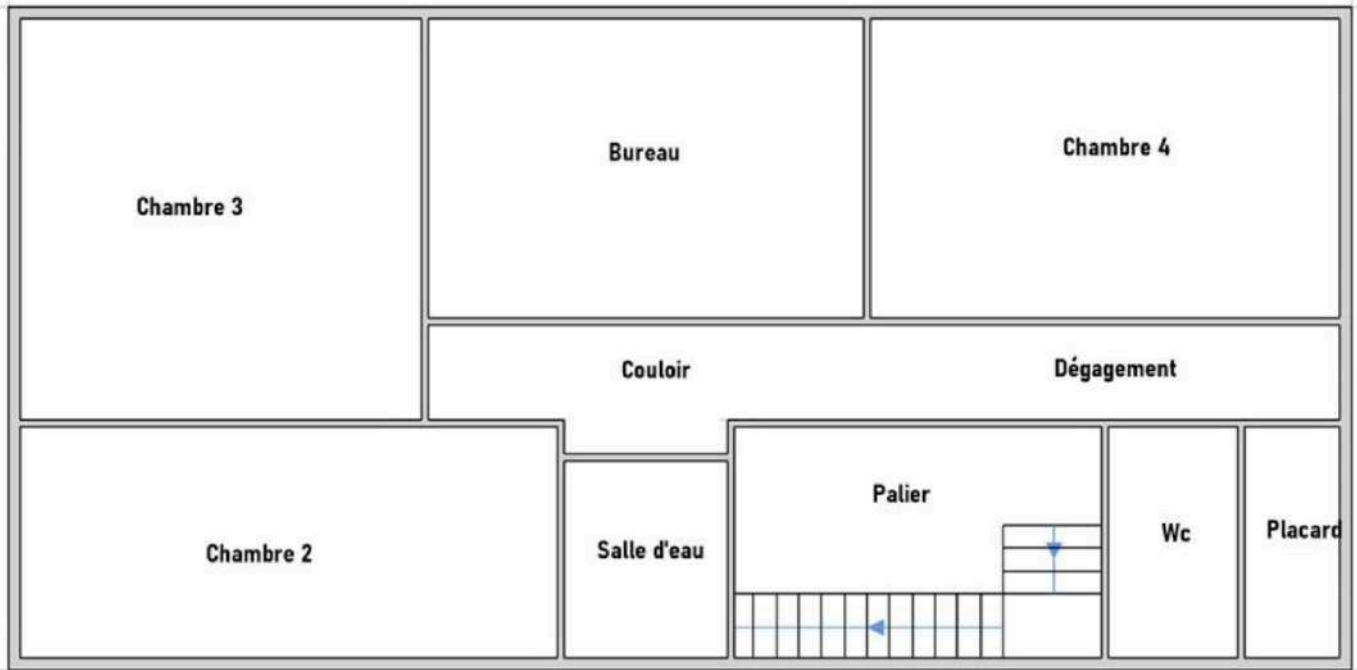 Bureau
Chambre 4
Chambre 3
Couloir
Dégagement
Palier
Chambre 2
Salle d'eau
Wc
Placard